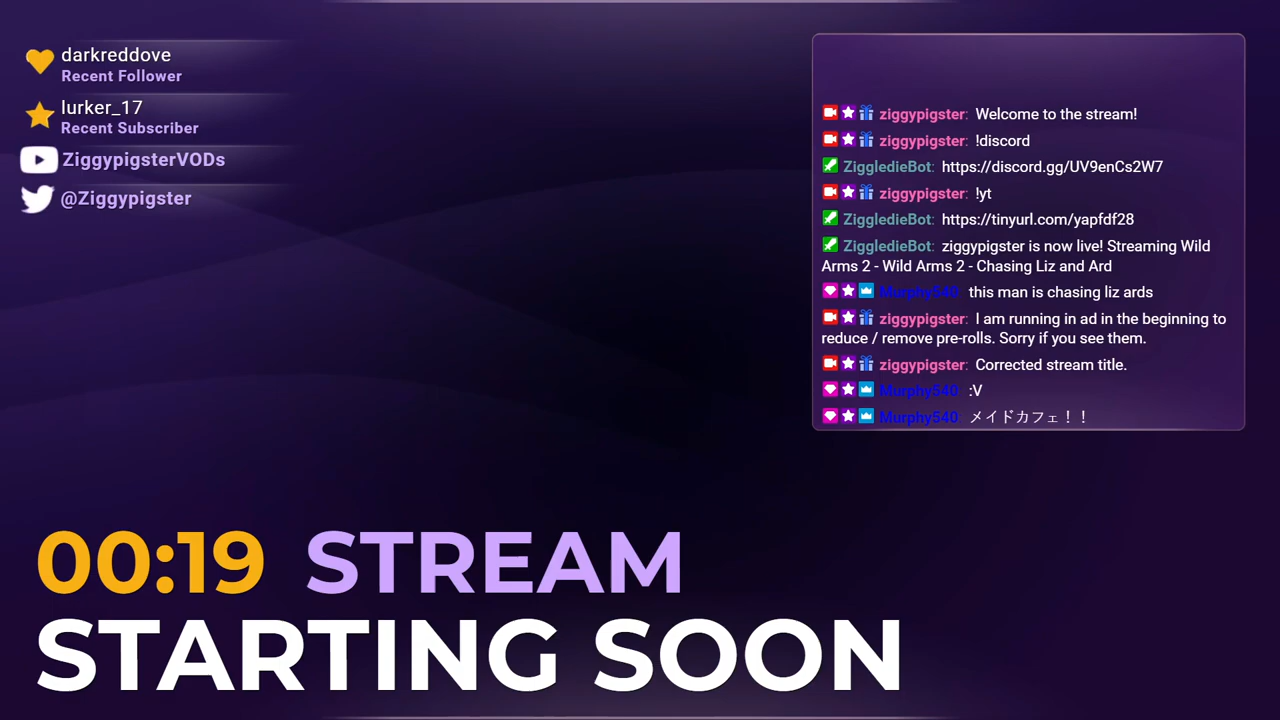 darkreddove
Recent Follower
lurker_17
Recent Subscriber
ZiggypigsterVODs
@Ziggypigster
ziggypigster: Welcome to the stream!
ziggypigster: !discord
ZiggledieBot: https://discord.gg/UV9enCs2W7
ziggypigster: !yt
ZiggledieBot: https://tinyurl.com/yapfdf28
ZiggledieBot: ziggypigster is now live! Streaming Wild
Arms 2 - Wild Arms 2 - Chasing Liz and Ard
Murphy540: this man is chasing liz ards
ziggypigster: I am running in ad in the beginning to
reduce / remove pre-rolls. Sorry if you see them.
ziggypigster: Corrected stream title.
Murphy540: :V
Murphy540: メイドカフェ！！
00:19 STREAM
STARTING SOON